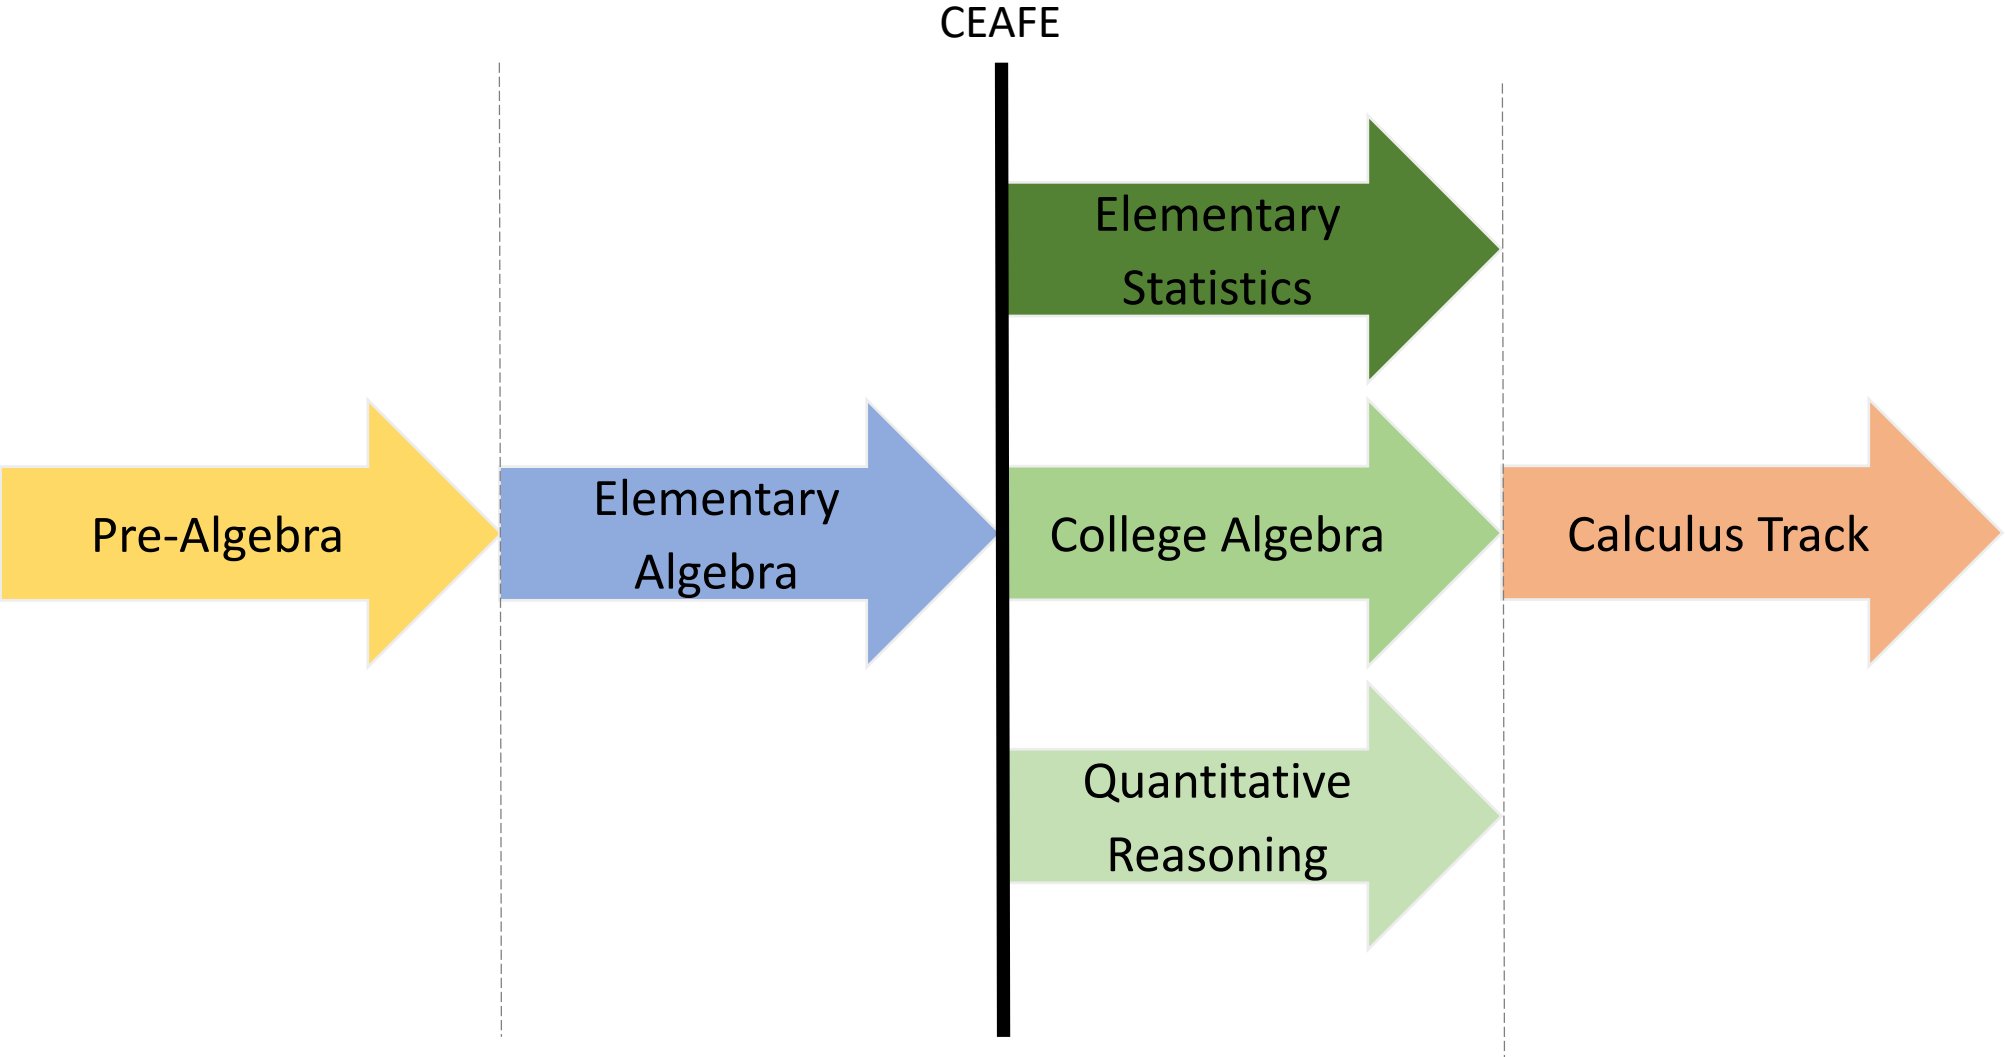 CEAFE
Elementary
Statistics
Pre-Algebra
Elementary
Algebra
College Algebra
Calculus Track
Quantitative
Reasoning